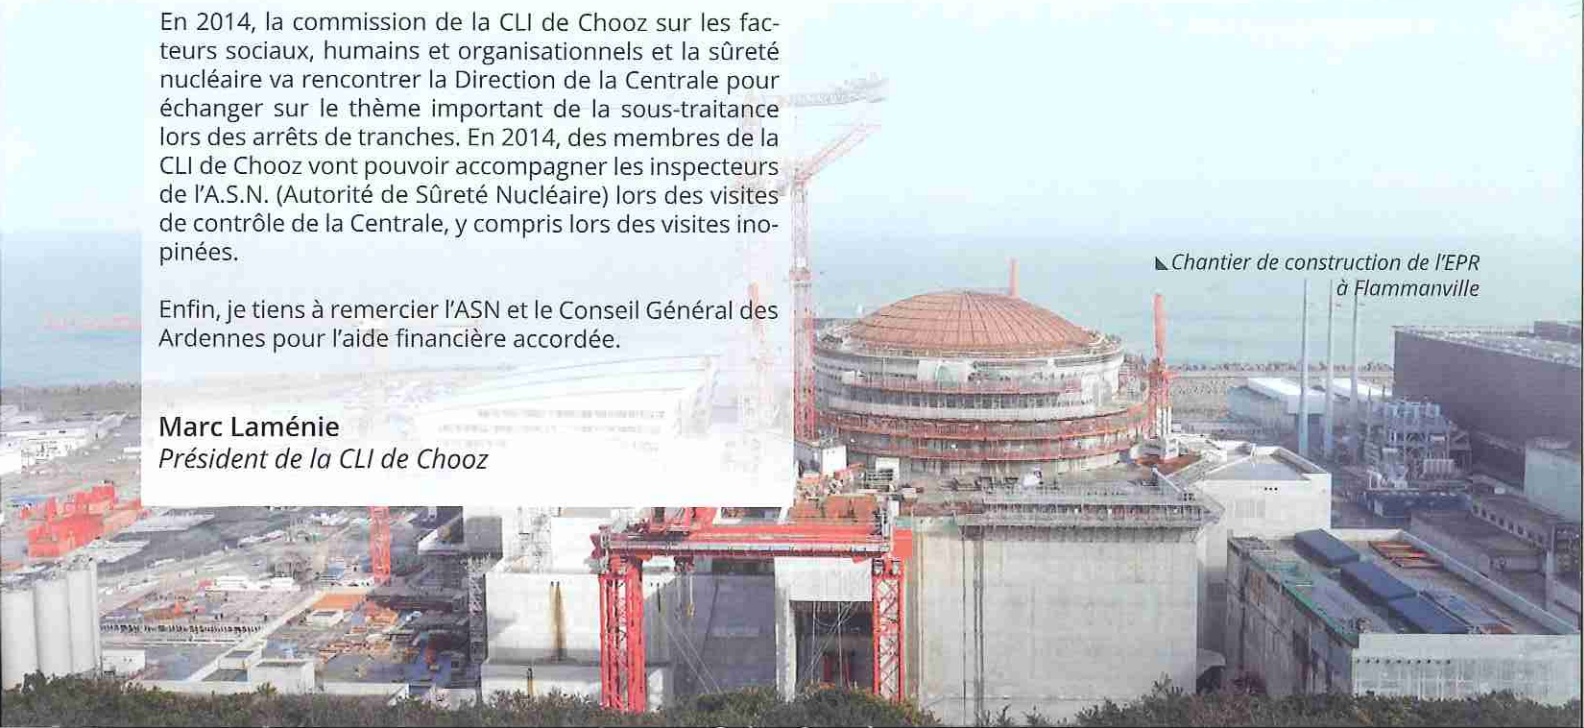 En 2014, la commission de la CLI de Chooz sur les fac-
teurs sociaux, humains et organisationnels et la sûreté
nucléaire va rencontrer la Direction de la Centrale pour
échanger sur le thème important de la sous-traitance
lors des arrêts de tranches. En 2014, des membres de la
CLI de Chooz vont pouvoir accompagner les inspecteurs
de l'A.S.N. (Autorité de Sûreté Nucléaire) lors des visites
de contrôle de la Centrale, y compris lors des visites ino-
pinées.
Enfin, je tiens à remercier l'ASN et le Conseil Général des
Ardennes pour l'aide financière accordée.
Marc Laménie
Président de la CLI de Chooz
Chantier de construction de l'EPR
à Flammanville